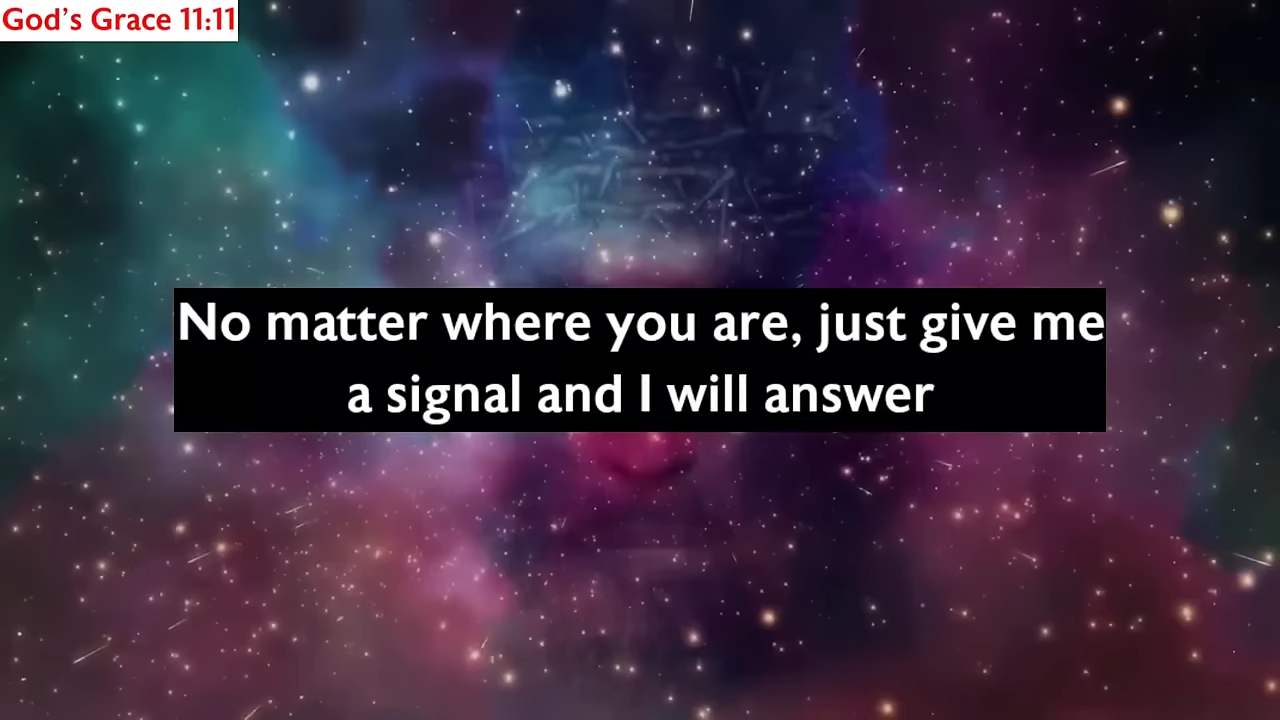 God's Grace 11:11
No matter where you are, just give me
a signal and I will answer